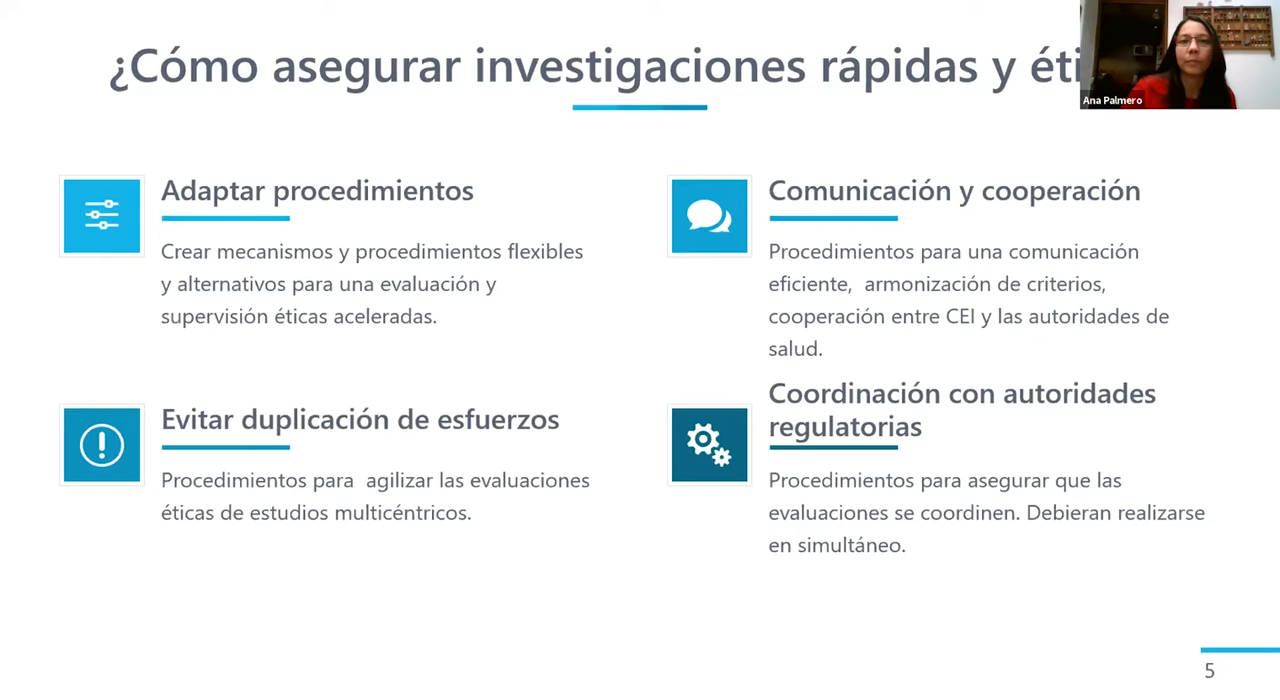 ¿Cómo asegurar investigaciones rápidas y
Ana Palmero
Adaptar procedimientos
Crear mecanismos y procedimientos flexibles
y alternativos para una evaluación y
supervisión éticas aceleradas.
Comunicación y cooperación
Procedimientos para una comunicación
eficiente, armonización de criterios,
cooperación entre CEI y las autoridades de
salud.
Evitar duplicación de esfuerzos
Procedimientos para agilizar las evaluaciones
éticas de estudios multicéntricos.
Coordinación con autoridades
regulatorias
Procedimientos para asegurar que las
evaluaciones se coordinen. Debieran realizarse
en simultáneo.
5